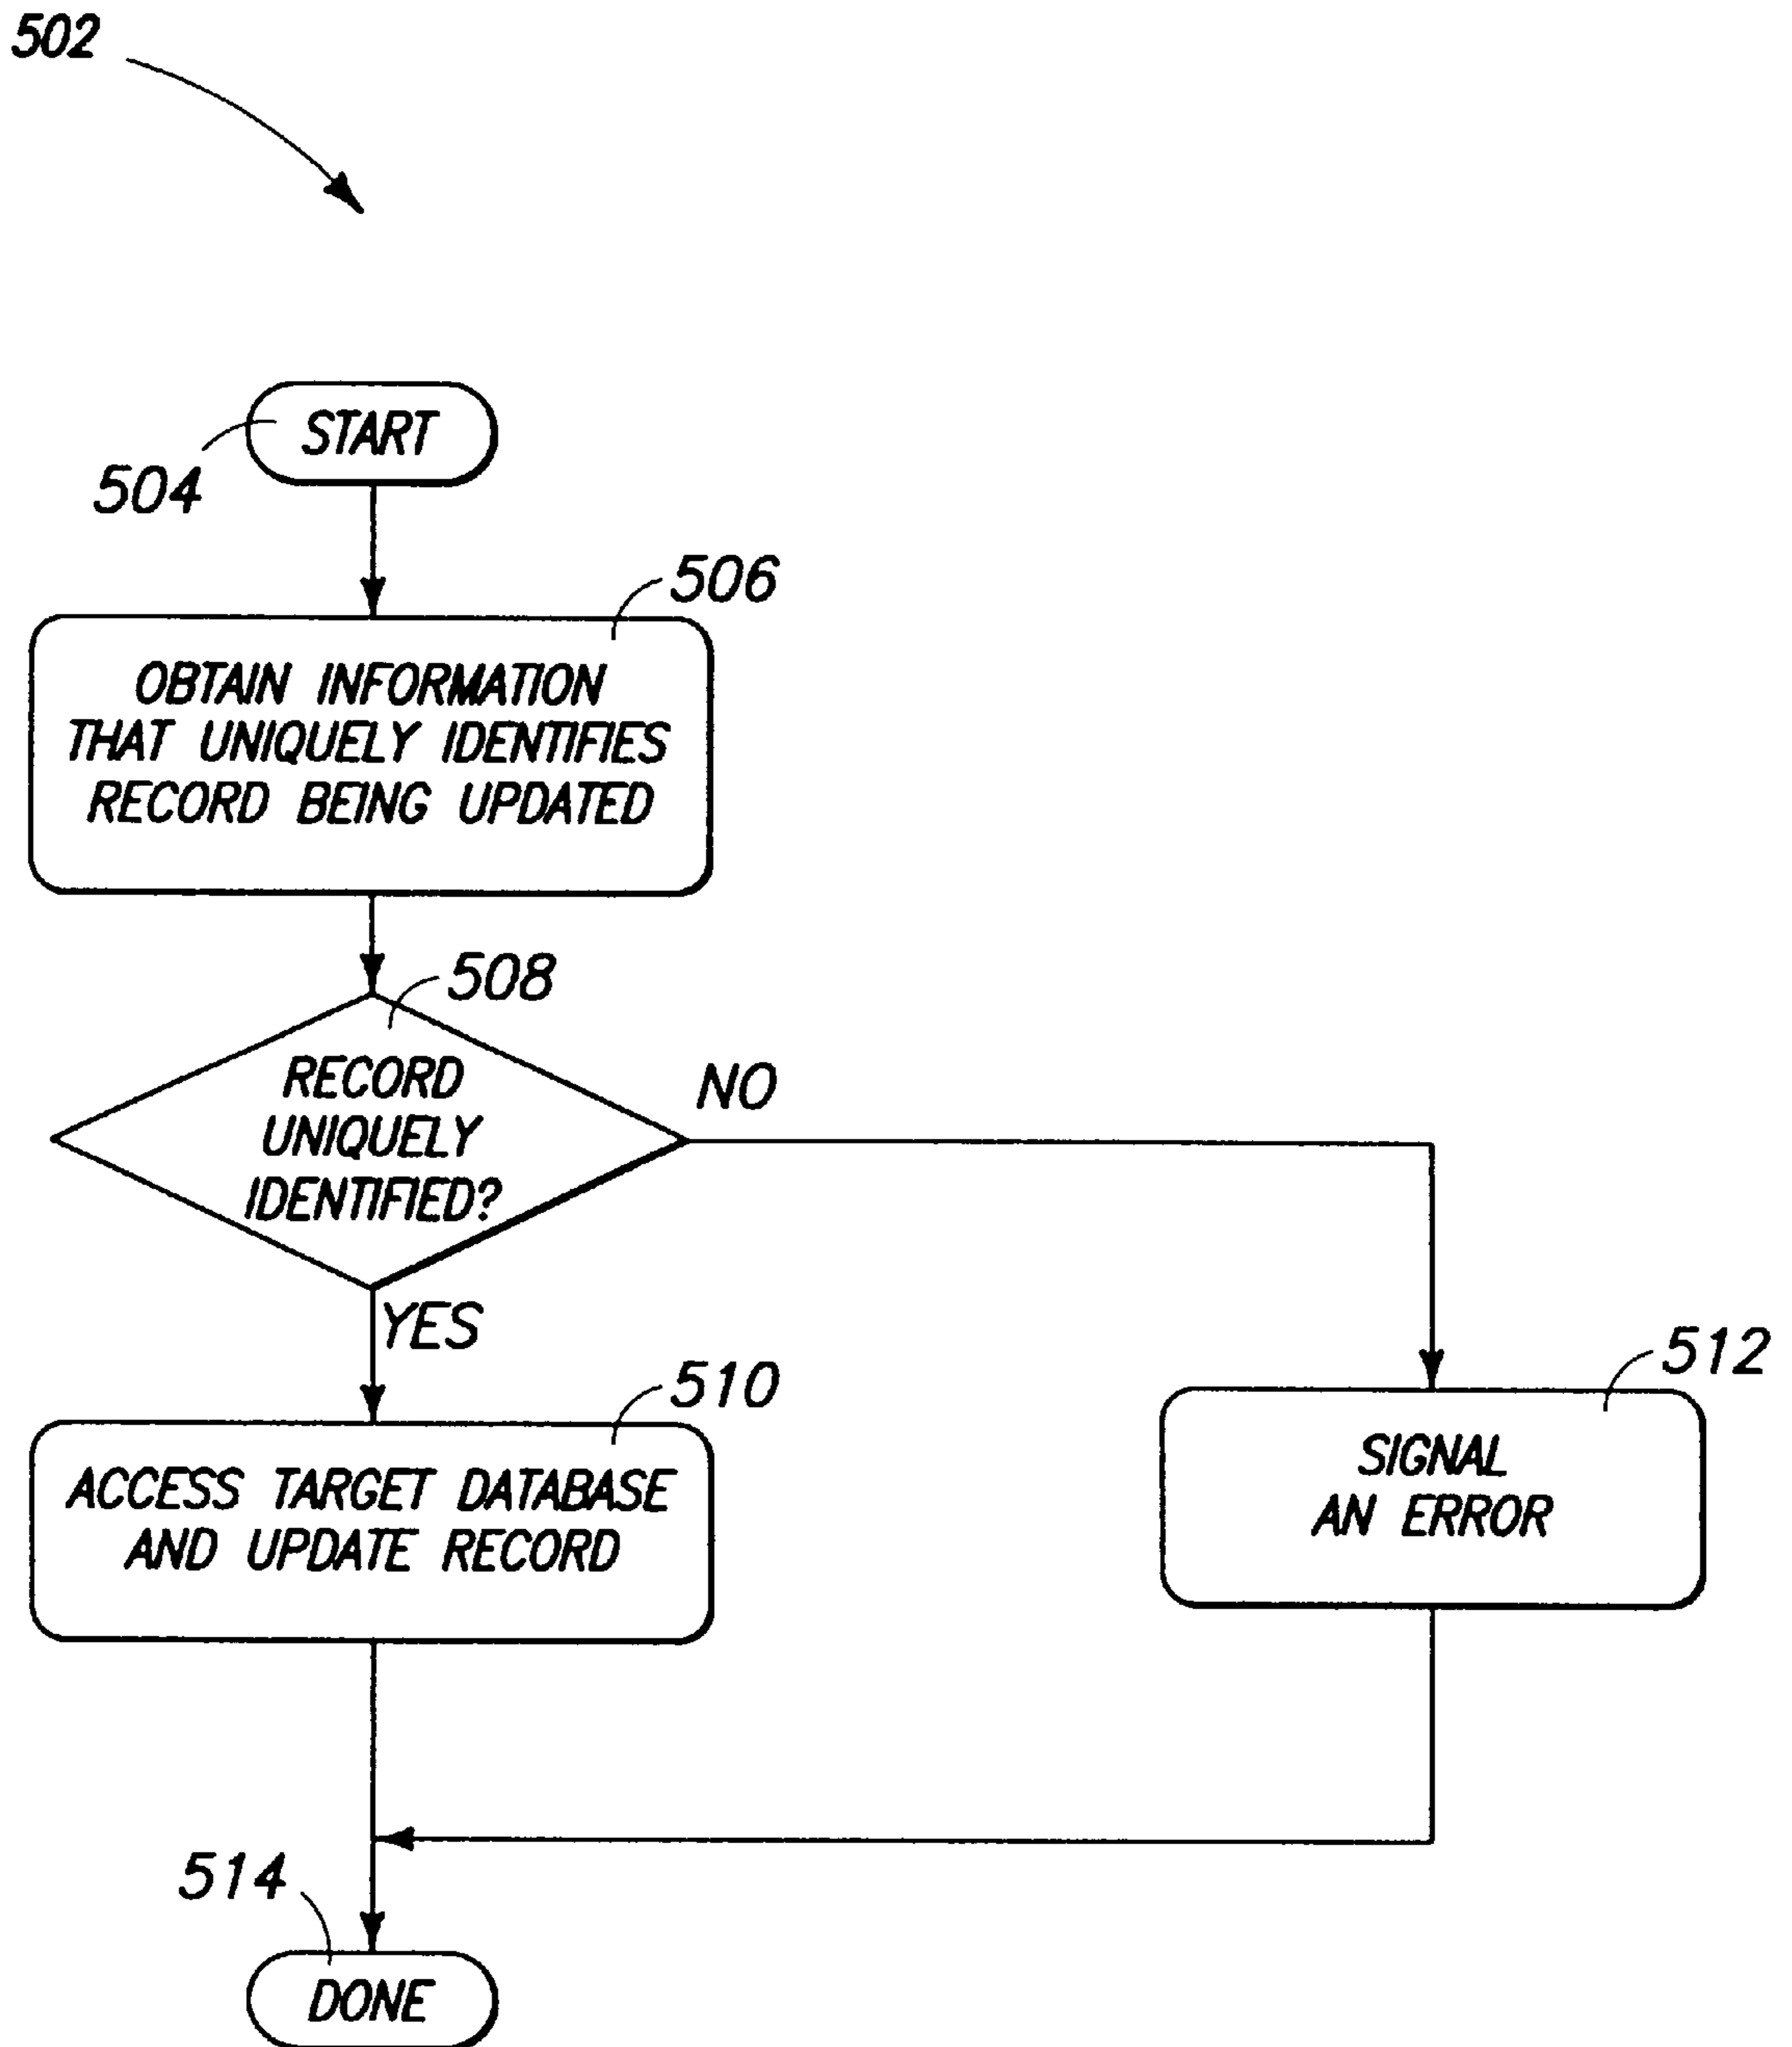 502
START
504
506
OBTAIN INFORMATION
THAT UNIQUELY IDENTIFIES
RECORD BEING UPDATED
508
RECORD
UNIQUELY
IDENTIFIED?
NO
YES
510
ACCESS TARGET DATABASE
AND UPDATE RECORD
512
SIGNAL
AN ERROR
514
DONE